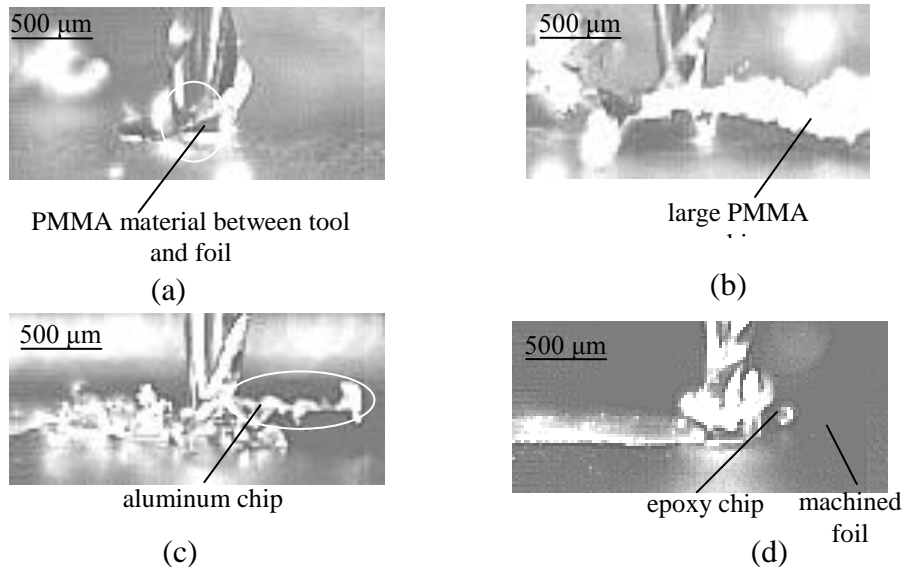 500 μm
PMMA material between tool
and foil
(a)
500 μm
large PMMA
(b)
500 μm
aluminum chip
(c)
500 μm
epoxy chip
machined
foil
(d)